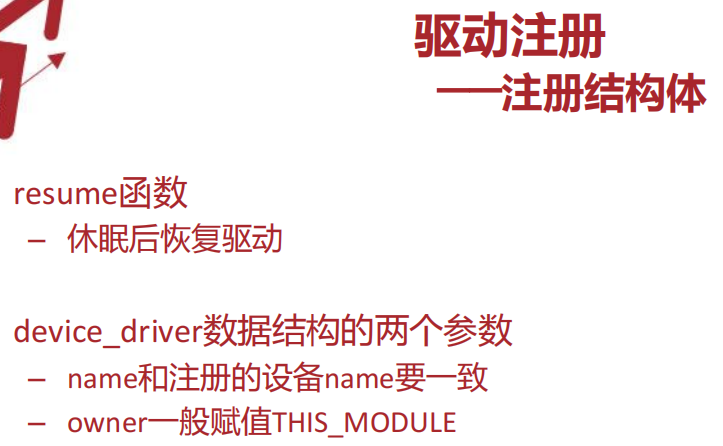 驱动注册
——注册结构体
resume函数
– 休眠后恢复驱动
device_driver数据结构的两个参数
– name和注册的设备name要一致
– owner一般赋值THIS_MODULE